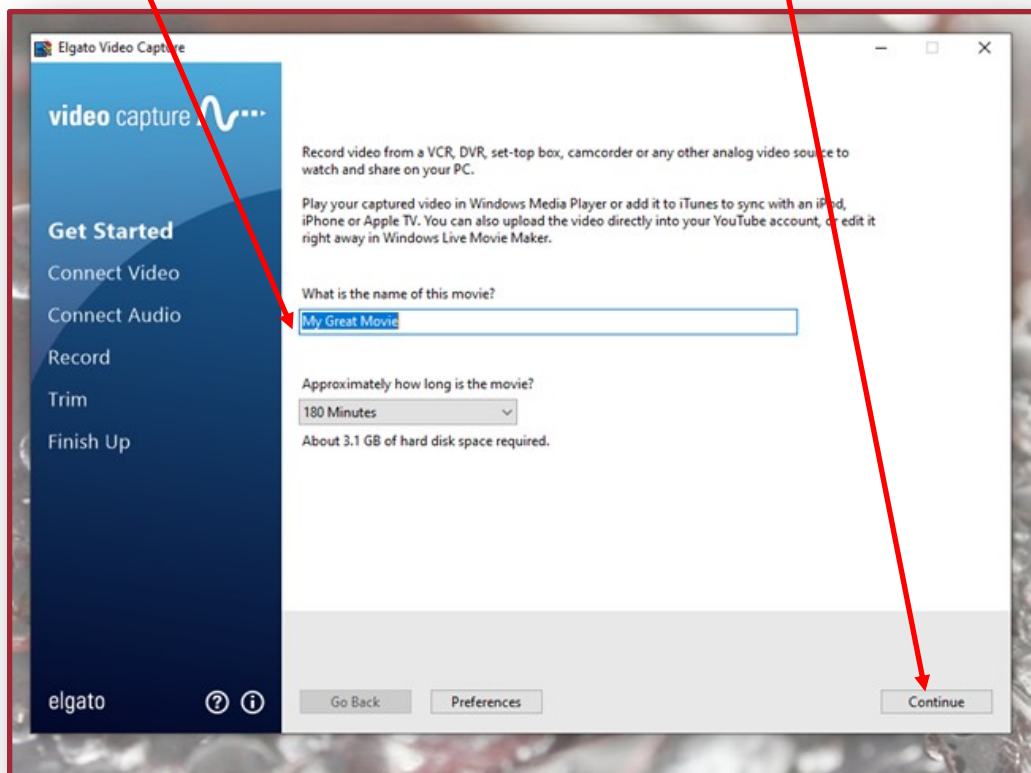 Elgato Video Capture
video capture
Record video from a VCR, DVR, set-top box, camcorder or any other analog video source to
watch and share on your PC.
Play your captured video in Windows Media Player or add it to iTunes to sync with an iPod,
iPhone or Apple TV. You can also upload the video directly into your YouTube account, or edit it
right away in Windows Live Movie Maker.
Get Started
Connect Video
Connect Audio
Record
Trim
Finish Up
What is the name of this movie?
My Great Movie
Approximately how long is the movie?
180 Minutes
About 3.1 GB of hard disk space required.
elgato
Go Back
Preferences
Continue